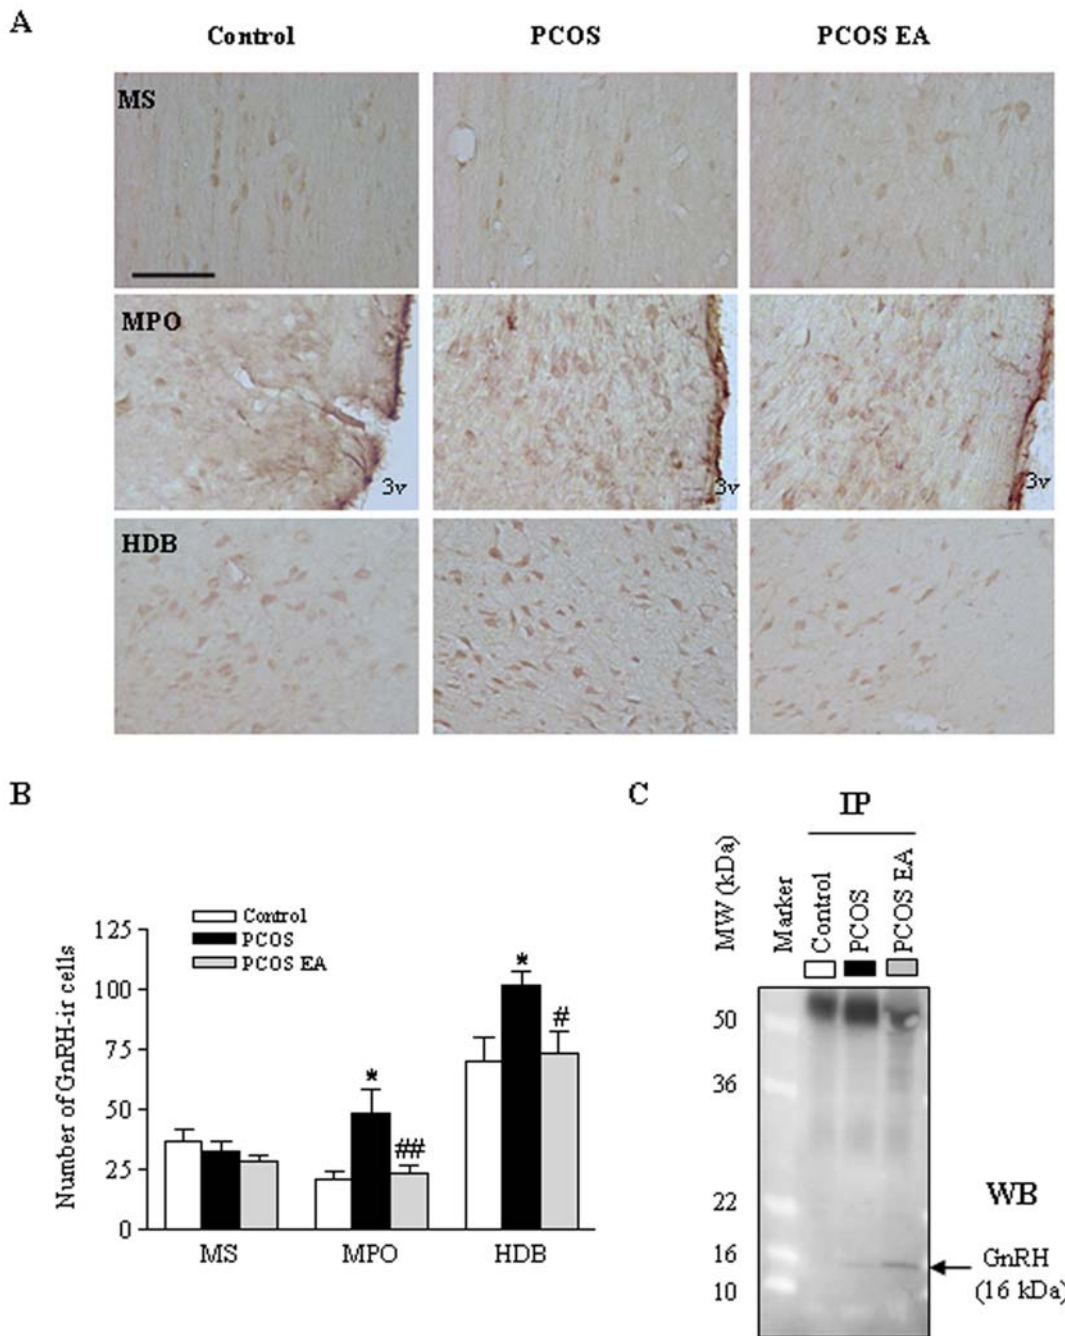 A
Control PCOS PCOS EA
MS
MPO
3v 3v 3v
HDB
B
Number of GnRH-ir cells
125
100
75
50
25
0
Control
PCOS
PCOS EA
* ## * #
MS MPO HDB
C
IP
MW (kDa) Marker Control PCOS PCOS EA
50
36
22
16
10
WB
GnRH
(16 kDa)